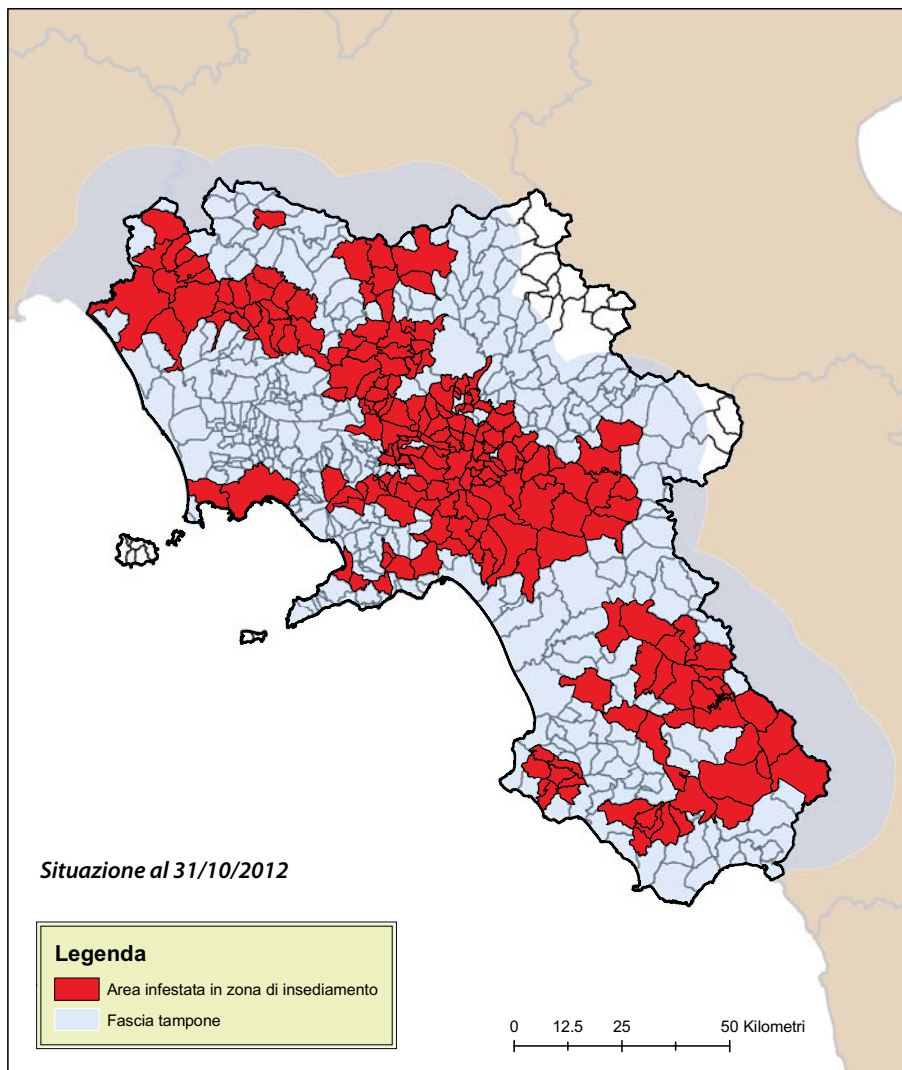 Situazione al 31/10/2012
Legenda
Area infestata in zona di insediamento
Fascia tampone
0 12.5 25 50 Kilometri